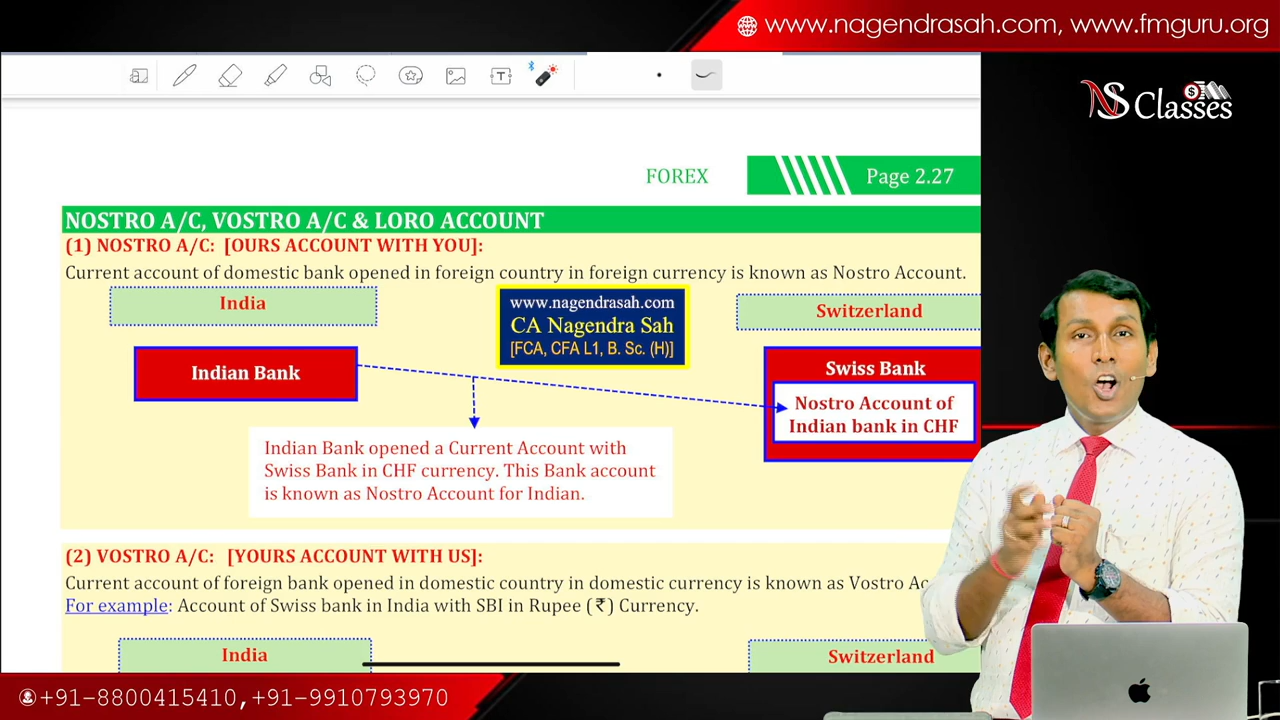 www.nagendrasah.com, www.fmguru.org
NS Classes
FOREX
Page 2.27
NOSTRO A/C, VOSTRO A/C & LORO ACCOUNT
(1) NOSTRO A/C: [OURS ACCOUNT WITH YOU]:
Current account of domestic bank opened in foreign country in foreign currency is known as Nostro Account.
India
www.nagendrasah.com
CA Nagendra Sah
[FCA, CFA L1, B. Sc. (H)]
Switzerland
Indian Bank
Swiss Bank
Nostro Account of
Indian bank in CHF
Indian Bank opened a Current Account with
Swiss Bank in CHF currency. This Bank account
is known as Nostro Account for Indian.
(2) VOSTRO A/C: [YOURS ACCOUNT WITH US]:
Current account of foreign bank opened in domestic country in domestic currency is known as Vostro
For example: Account of Swiss bank in India with SBI in Rupee (₹) Currency.
India
Switzerland
+91-8800415410,+91-9910793970